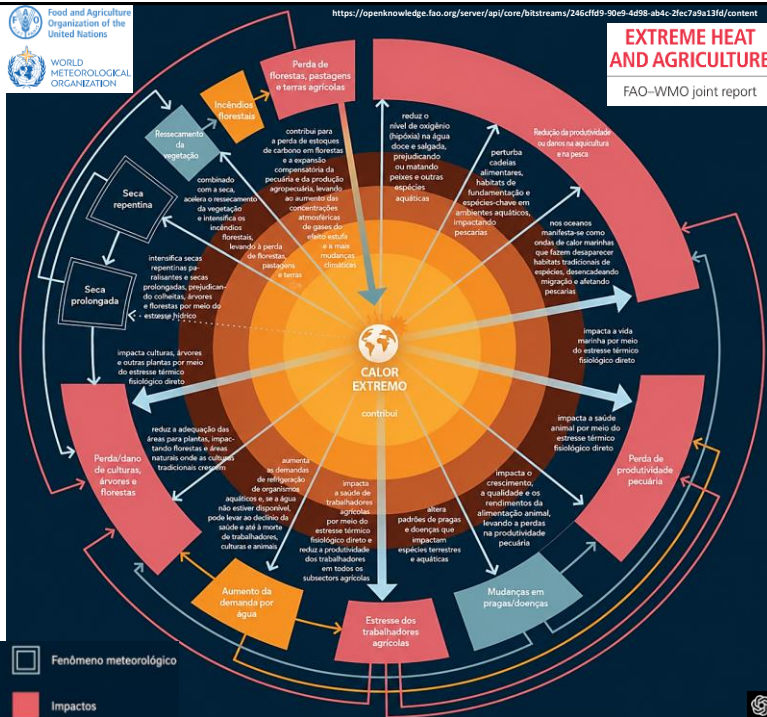 Food and Agriculture
Organization of the
United Nations
WORLD
METEOROLOGICAL
ORGANIZATION
https://openknowledge.fao.org/server/api/core/bitstreams/246cffd9-90e9-4d98-ab4c-2fec7a9a13fd/content
EXTREME HEAT
AND AGRICULTURE
FAO–WMO joint report
Perda de
florestas, pastagens
e terras agrícolas
Incêndios
florestais
Ressecamento
da
vegetação
Seca
repentina
Seca
prolongada
Redução da produtividade
ou danos na aquicultura
e na pesca
contribui para
a perda de estoques
de carbono em florestas
e a expansão
compensatória da
pecuária e da produção
agropecuária, levando
ao aumento das
concentrações
atmosféricas
de gases do
efeito estufa
e à mais
mudanças
climáticas
reduz o
nível de oxigênio
(hipóxia) na água
doce e salgada,
prejudicando
ou matando
peixes e outras
espécies
aquáticas
perturba
cadeias
alimentares,
habitats de
fundamentação e
espécies-chave em
ambientes aquáticos,
impactando
pescarias
combinado
com a seca,
acelera o ressecamento
da vegetação
e intensifica os
incêndios
florestais,
levando à perda
de florestas,
pastagens
e terras
nos oceanos
manifesta-se como
ondas de calor marinhas
que fazem desaparecer
habitats tradicionais de
espécies, desencadeando
migração e afetando
pescarias
intensifica secas
repentinas pa-
ralisantes e secas
prolongadas, prejudican-
do colheitas, árvores
e florestas por meio do
estresse hídrico
CALOR
EXTREMO
contribui
impacta a vida
marinha por meio
do estresse térmico
fisiológico direto
impacta culturas, árvores
e outras plantas por meio
do estresse térmico
fisiológico direto
impacta a saúde
animal por meio do
estresse térmico
fisiológico direto
Perda/dano
de culturas,
árvores e
florestas
reduz a adequação das
áreas para plantas, impac-
tando florestas e áreas
naturais onde as culturas
tradicionais crescem
Perda de
produtividade
pecuária
aumenta
as demandas
de refrigeração
de organismos
aquáticos e, se a água
não estiver disponível,
pode levar ao declínio da
saúde e até à morte
de trabalhadores,
culturas e animais
impacta
a saúde de
trabalhadores
agrícolas
por meio do
estresse térmico
fisiológico direto e
reduz a produtividade
dos trabalhadores
em todos os
subsectors agrícolas
altera
padrões de pragas
e doenças que
impactam
espécies terrestres
e aquáticas
impacta o
crescimento,
a qualidade e os
rendimentos da
alimentação animal,
levando a perdas
na produtividade
pecuária
Aumento da
demanda por
água
Estresse dos
trabalhadores
agrícolas
Mudanças em
pragas/doenças
Fenômeno meteorológico
Impactos